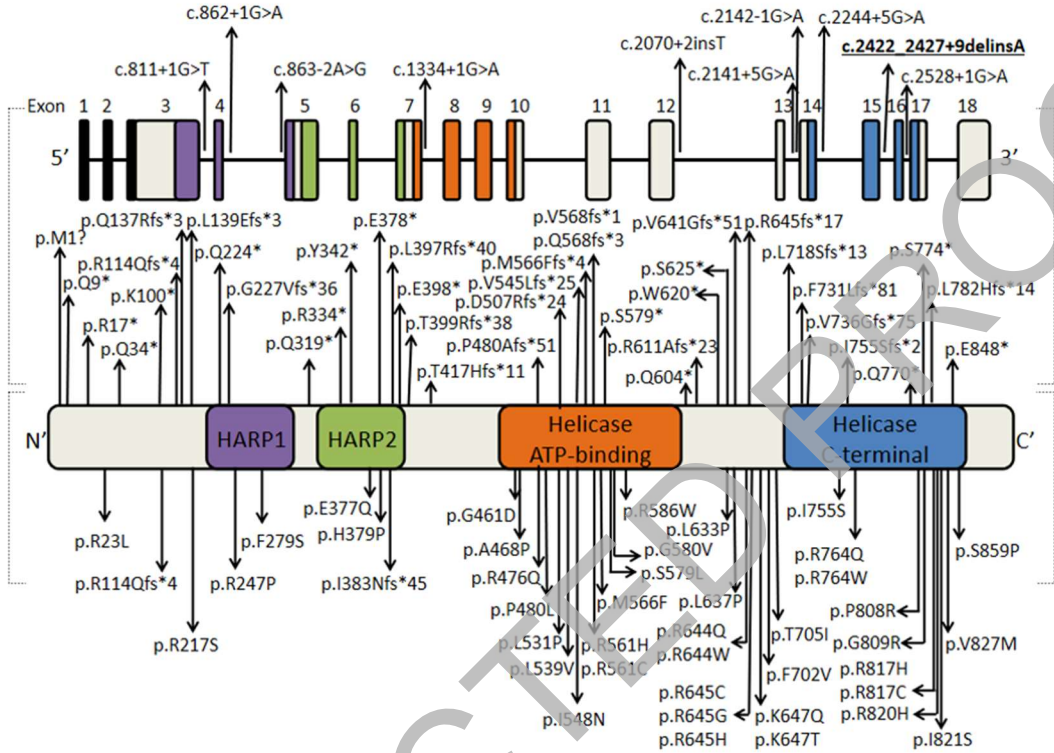 c.862+1G>A
c.2142-1G>A
c.2244+5G>A
c.2070+2insT
c.2422_2427+9delinsA
c.811+1G>T
c.863-2A>G
c.1334+1G>A
c.2141+5G>A
c.2528+1G>A
Exon 1 2 3 4 5 6 7 8 9 10 11 12 13 14 15 16 17 18
5’ 3’
p.Q137Rfs*3 p.L139Efs*3 p.E378* p.V568fs*1 p.V641Gfs*51 p.R645fs*17
p.M1? p.Q224* p.Y342* p.L397Rfs*40 p.Q568fs*3 p.L718Sfs*13 p.S774*
p.R114Qfs*4 p.M566Ffs*4 p.S625*
p.Q9* p.K100* p.G227Vfs*36 p.E398* p.V545Lfs*25 p.W620* p.F731Lfs*81 p.L782Hfs*14
p.R17* p.R334* p.T399Rfs*38 p.D507Rfs*24 p.S579* p.V736Gfs*75
p.Q34* p.Q319* p.P480Afs*51 p.R611Afs*23 p.I755Sfs*2 p.E848*
p.T417Hfs*11 p.Q604* p.Q770*
N’ HARP1 HARP2 Helicase Helicase C’
ATP-binding C-terminal
p.E377Q p.G461D p.R586W p.I755S
p.R23L p.F279S p.H379P p.L633P
p.A468P p.G580V p.R764Q p.S859P
p.R114Qfs*4 p.R247P p.I383Nfs*45 p.R476Q p.S579L p.R764W
p.P480L p.M566F p.L637P p.P808R
p.R217S p.L531P p.R561H p.R644Q p.T705I p.G809R p.V827M
p.L539V p.R561C p.R644W p.F702V p.R817H
p.R645C p.R817C
p.I548N p.R645G p.K647Q p.R820H
p.R645H p.K647T p.I821S
CTED PROO